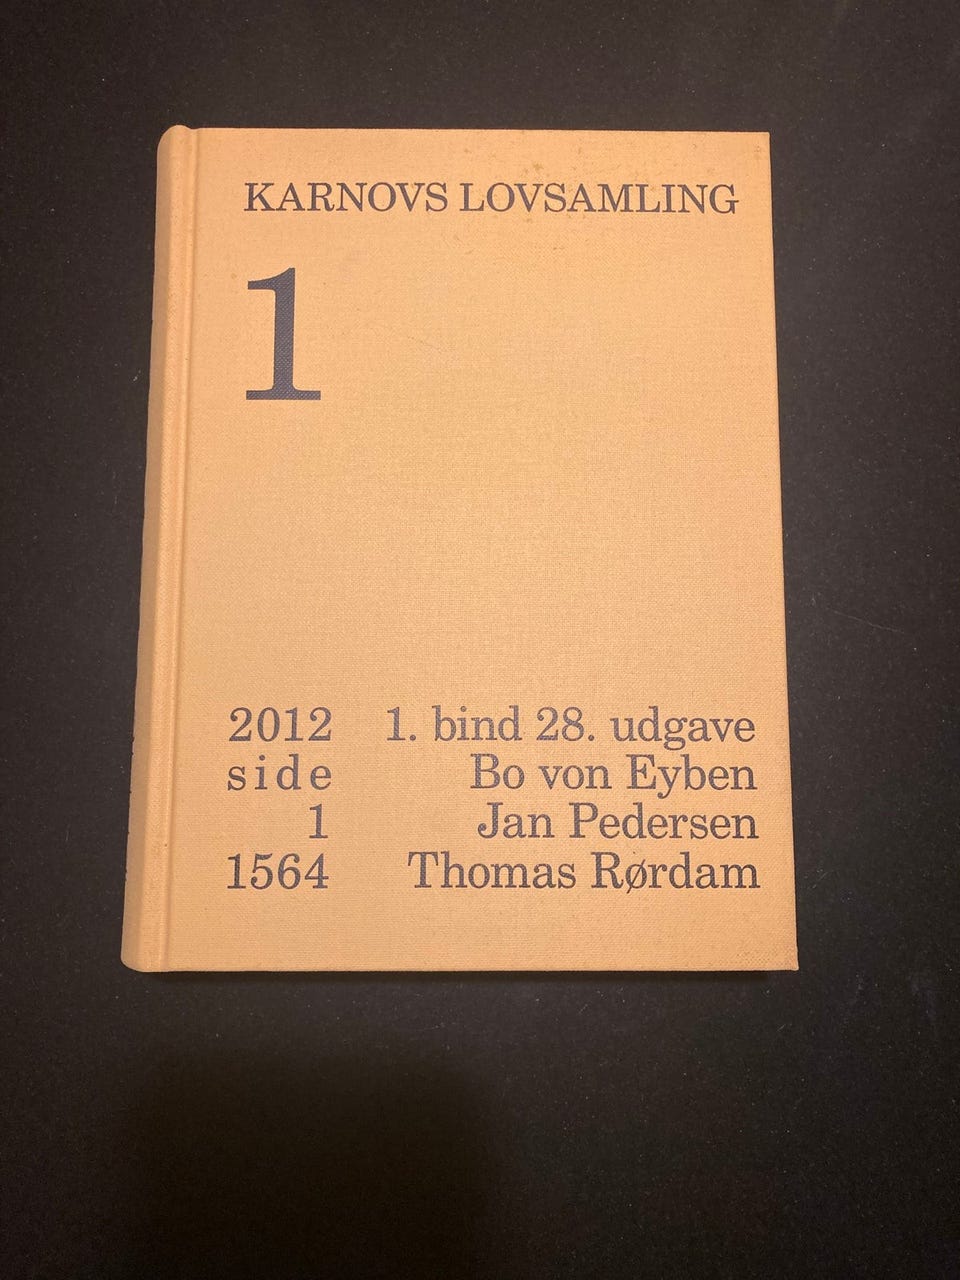 KARNOVS LOVSAMLING
1
2012 1. bind 28. udgave
side Bo von Eyben
1 Jan Pedersen
1564 Thomas Rørdam